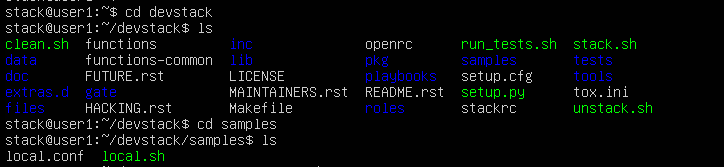 stack@user1:~$ cd devstack
stack@user1:~/devstack$ ls
clean.sh functions inc openrc run_tests.sh stack.sh
data functions-common lib pkg samples tests
doc FUTURE.rst LICENSE playbooks setup.cfg tools
extras.d gate MAINTAINERS.rst README.rst setup.py tox.ini
files HACKING.rst Makefile roles stackrc unstack.sh
stack@user1:~/devstack$ cd samples
stack@user1:~/devstack/samples$ ls
local.conf local.sh